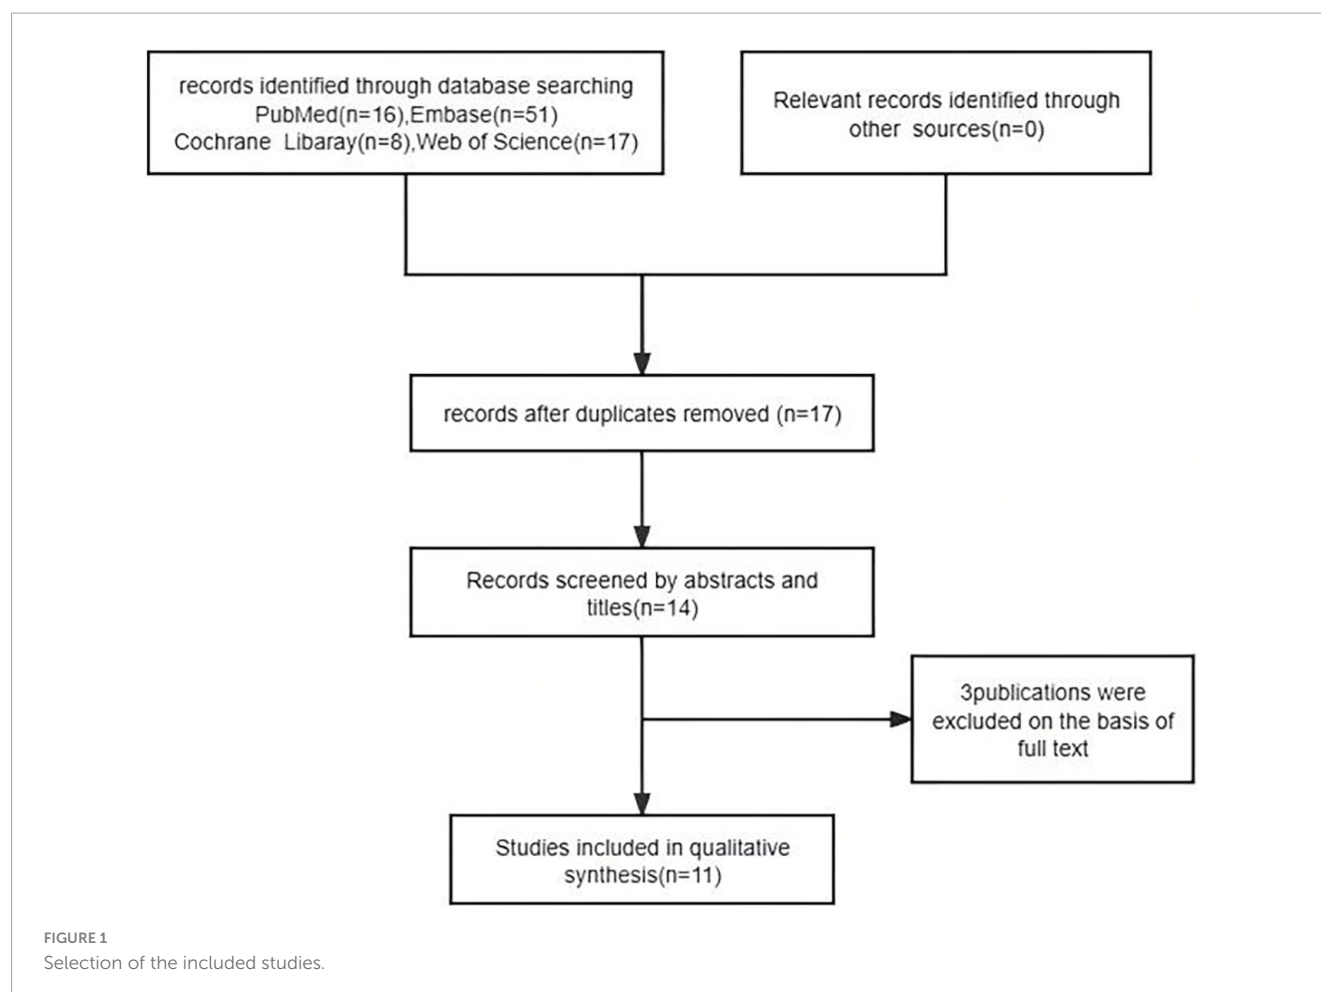 records identified through database searching
PubMed(n=16),Embase(n=51)
Cochrane Libaray(n=8),Web of Science(n=17)
Relevant records identified through
other sources(n=0)
records after duplicates removed (n=17)
Records screened by abstracts and
titles(n=14)
3publications were
excluded on the basis of
full text
Studies included in qualitative
synthesis(n=11)
FIGURE 1
Selection of the included studies.